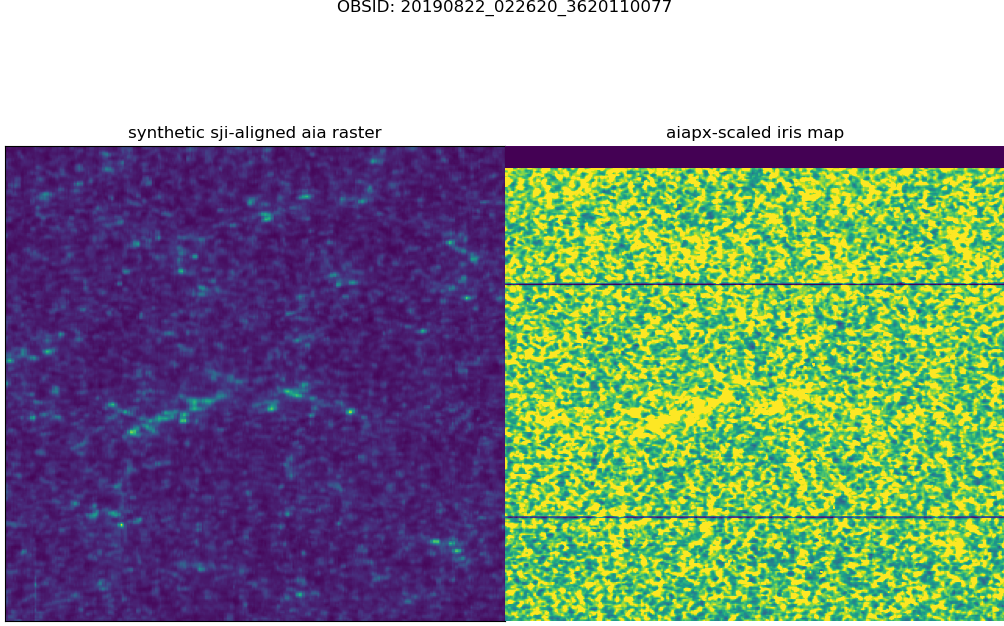 OBSID: 20190822_022620_3620110077
synthetic sji-aligned aia raster
aiapx-scaled iris map